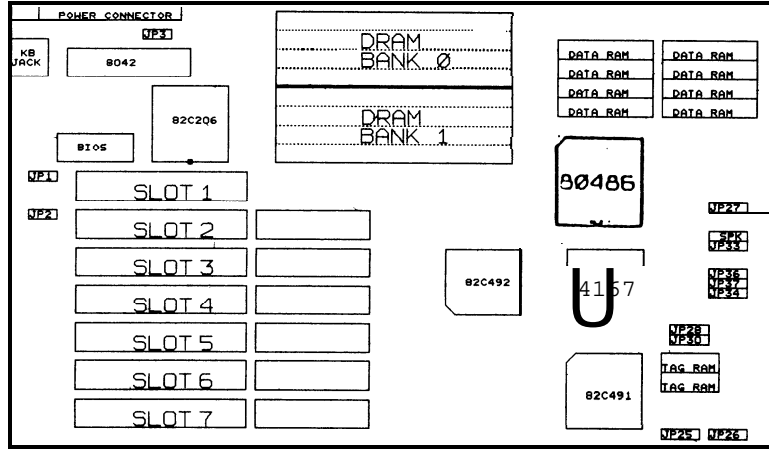 POWER CONNECTOR
JP3
KB
JACK
8042
DRAM
BANK 0
DATA RAM
DATA RAM
DATA RAM
DATA RAM
DATA RAM
DATA RAM
DATA RAM
DATA RAM
82C206
DRAM
BANK 1
BIOS
JP1
SLOT 1
80486
JP2
SLOT 2
JP27
SPK
JP33
SLOT 3
82C492
U
4167
JP36
JP37
JP34
SLOT 4
JP28
JP30
SLOT 5
TAG RAM
TAG RAM
SLOT 6
82C491
SLOT 7
JP25
JP26